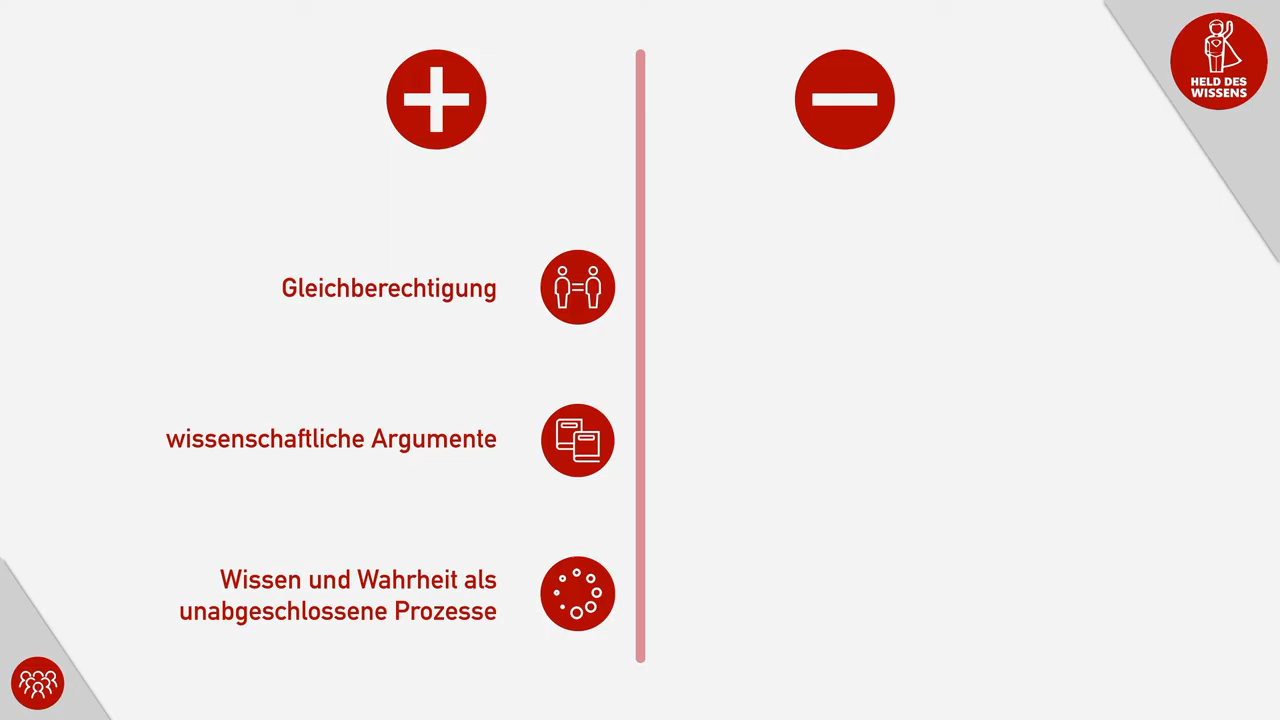 HELD DES
WISSENS
Gleichberechtigung
wissenschaftliche Argumente
Wissen und Wahrheit als
unabgeschlossene Prozesse